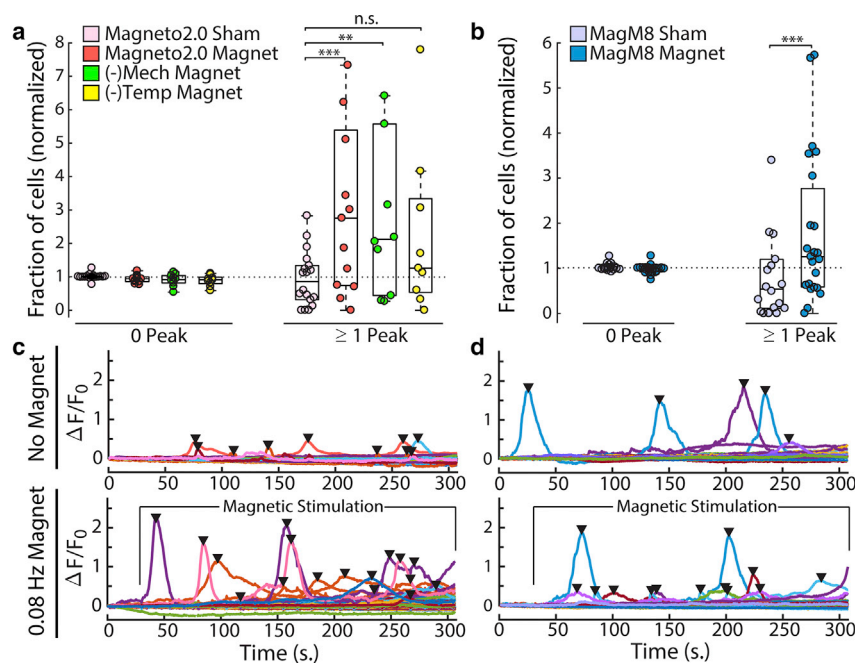 a
Fraction of cells (normalized)
8
7
6
5
4
3
2
1
0
Magneto2.0 Sham
Magneto2.0 Magnet
(-)Mech Magnet
(-)Temp Magnet
n.s.
**
***
0 Peak
≥ 1 Peak
b
Fraction of cells (normalized)
6
5
4
3
2
1
0
MagM8 Sham
MagM8 Magnet
***
0 Peak
≥ 1 Peak
c
No Magnet
Δ F/F0
2
1
0
0 50 100 150 200 250 300
d
2
1
0
0 50 100 150 200 250 300
0.08 Hz Magnet
Δ F/F0
2
1
0
Magnetic Stimulation
0 50 100 150 200 250 300
Time (s.)
2
1
0
Magnetic Stimulation
0 50 100 150 200 250 300
Time (s.)